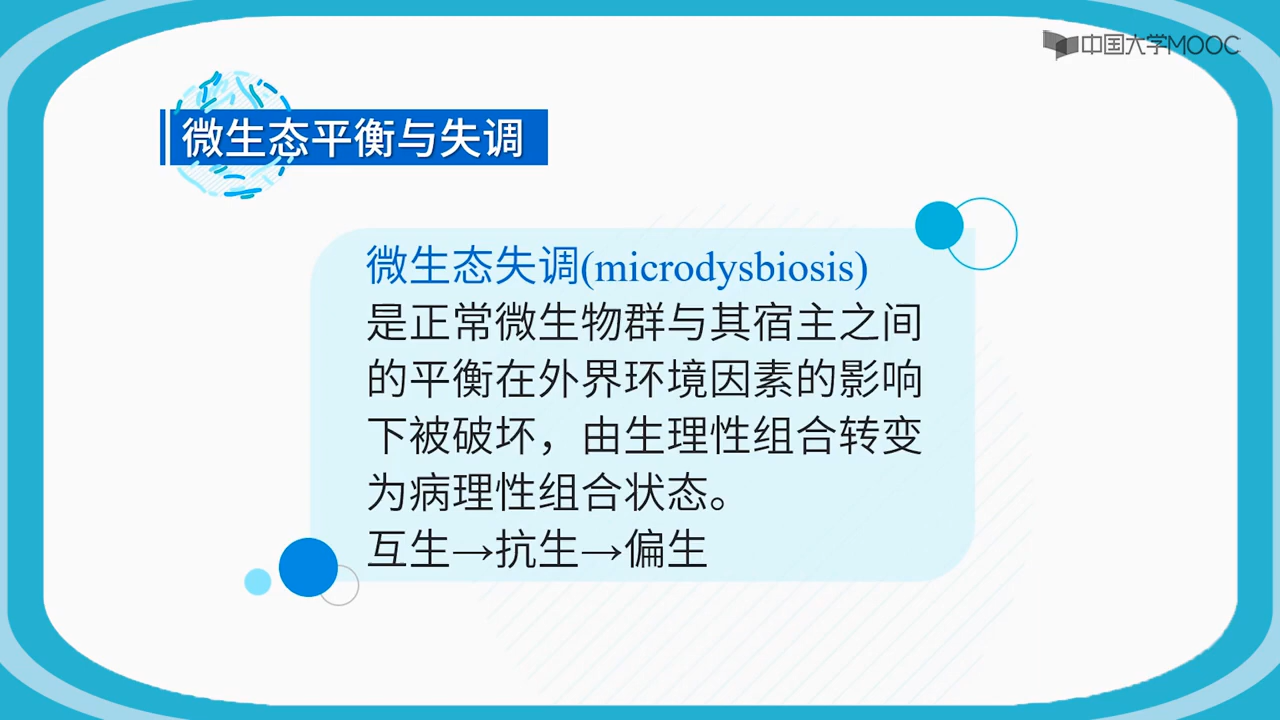 中国大学MOOC
微生态平衡与失调
微生态失调(microdysbiosis)
是正常微生物群与其宿主之间
的平衡在外界环境因素的影响
下被破坏，由生理性组合转变
为病理性组合状态。
互生→抗生→偏生